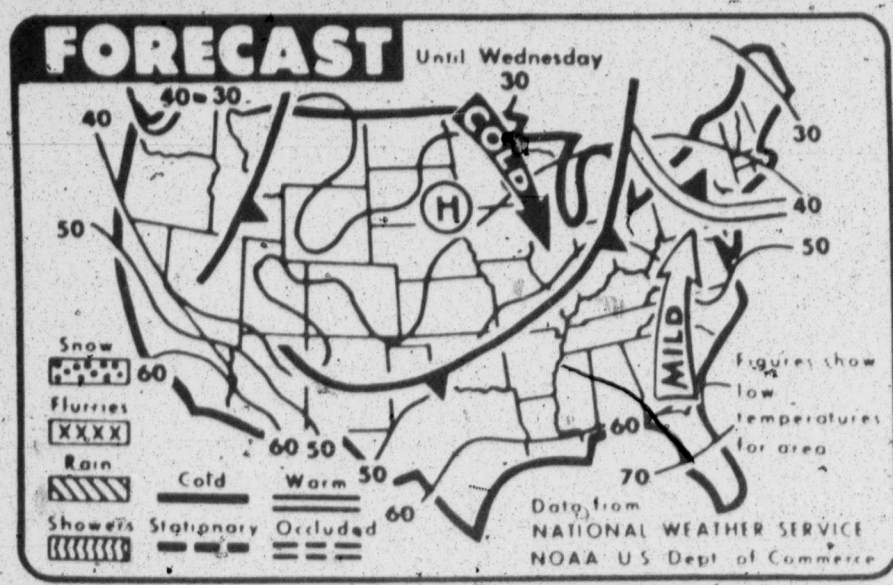 FORECAST
Until Wednesday
30
40-30
40
COLD
30
H
40
50
50
MILD
Snow
60
Flurries
XXXX
Rain
Showers
Cold
Warm
Stationary
Occluded
60
50
50
60
60
70
Figures show
low
temperatures
for area
Data from
NATIONAL WEATHER SERVICE
NOAA U S Dept of Commerce